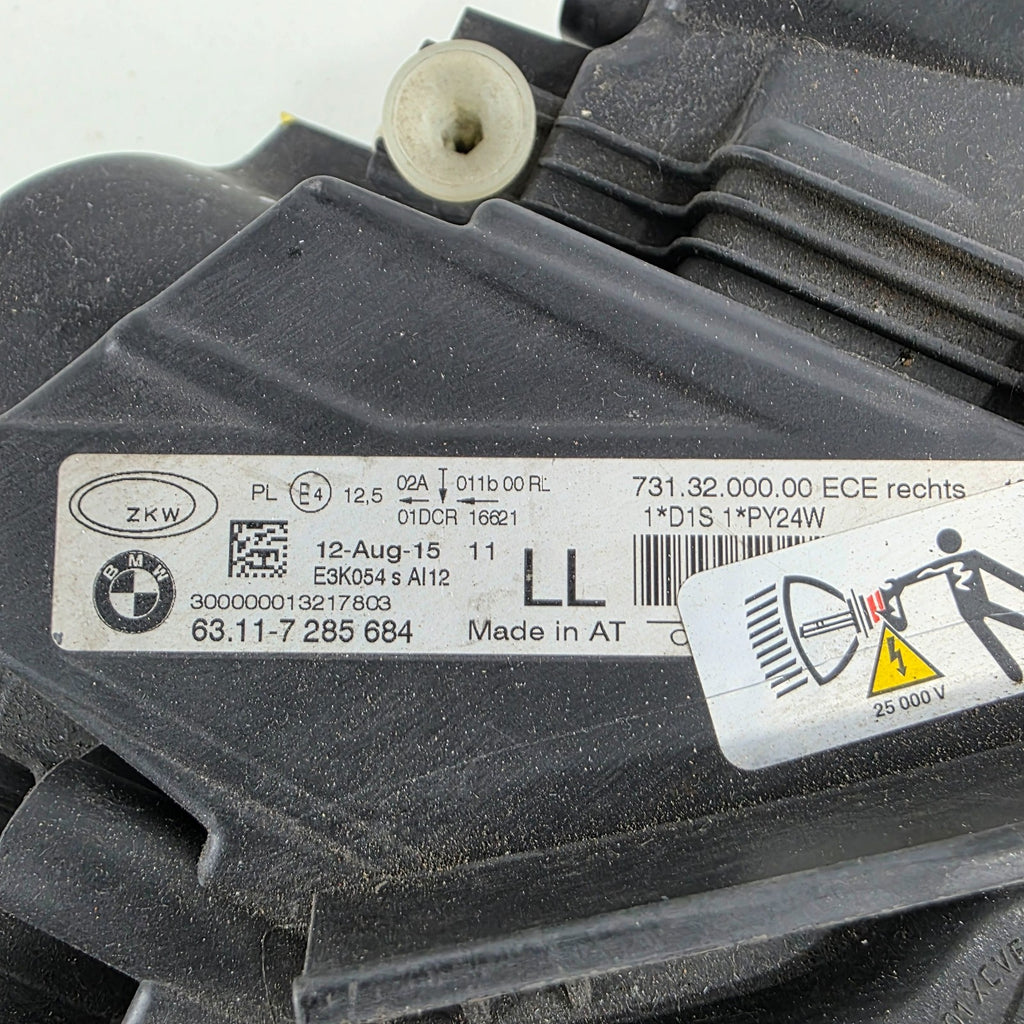 ZKW
PL E4 12,5 02A 011b 00 RL
01DCR 16621
731.32.000.00 ECE rechts
1*D1S 1*PY24W
BMW
12-Aug-15 11
E3K054 s AI12
LL
300000013217803
63.11-7 285 684 Made in AT
25 000 V